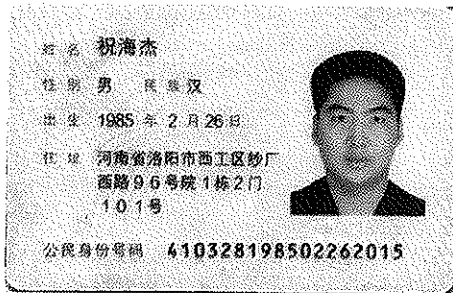 姓名 祝海杰
性别 男 民族 汉
出生 1985 年 2 月 26 日
住址 河南省洛阳市西工区纱厂
西路96号院1栋2门
101号
公民身份号码 410328198502262015